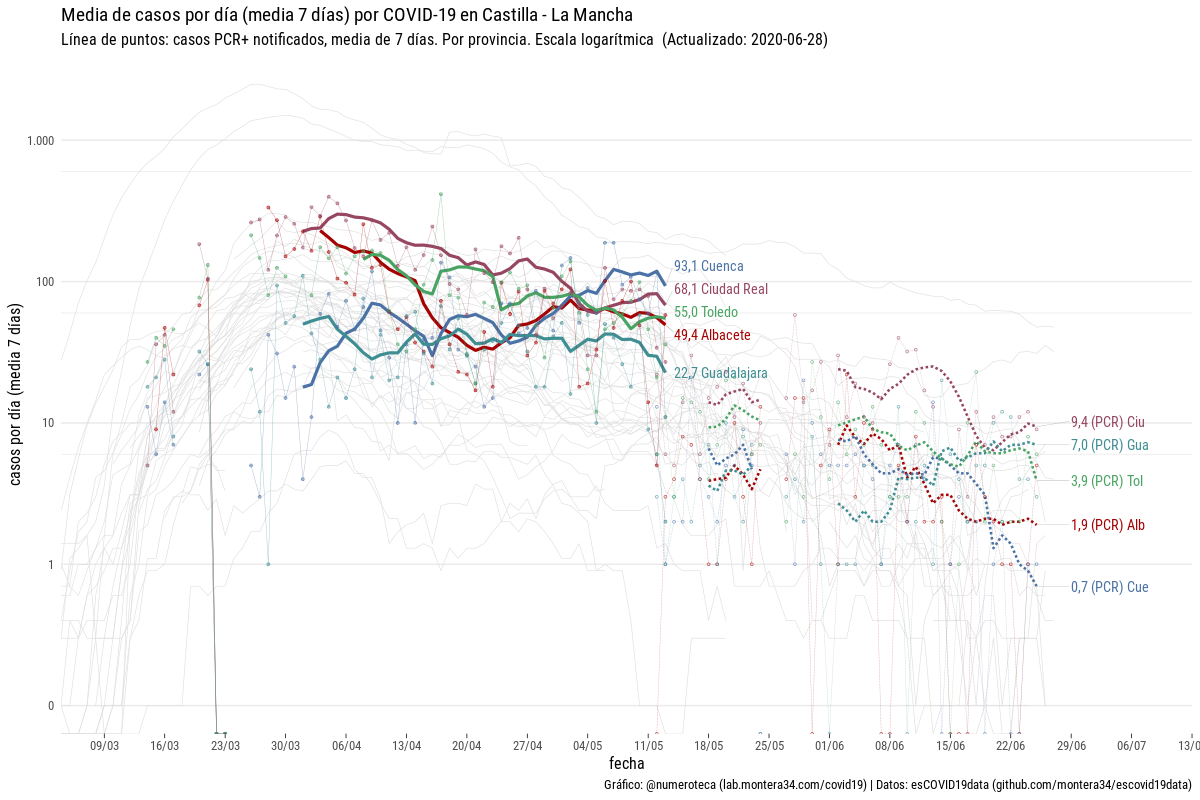 Media de casos por día (media 7 días) por COVID-19 en Castilla - La Mancha
Línea de puntos: casos PCR+ notificados, media de 7 días. Por provincia. Escala logarítmica  (Actualizado: 2020-06-28)
casos por día (media 7 días)
1.000
100
10
1
0
93,1 Cuenca
68,1 Ciudad Real
55,0 Toledo
49,4 Albacete
22,7 Guadalajara
9,4 (PCR) Ciu
7,0 (PCR) Gua
3,9 (PCR) Tol
1,9 (PCR) Alb
0,7 (PCR) Cue
09/03 16/03 23/03 30/03 06/04 13/04 20/04 27/04 04/05 11/05 18/05 25/05 01/06 08/06 15/06 22/06 29/06 06/07 13/0
fecha
Gráfico: @numeroteca (lab.montera34.com/covid19) | Datos: esCOVID19data (github.com/montera34/escovid19data)